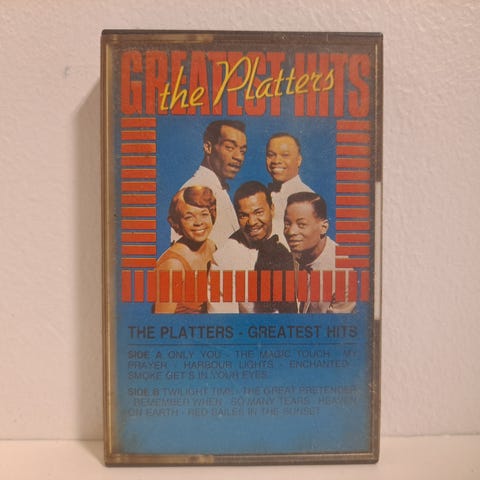 GREATEST HITS
the Platters
THE PLATTERS - GREATEST HITS
SIDE A ONLY YOU - THE MAGIC TOUCH - MY
PRAYER - HARBOUR LIGHTS - ENCHANTED -
SMOKE GET'S IN YOUR EYES
SIDE B TWILIGHT TIME - THE GREAT PRETENDER
- REMEMBER WHEN - SO MANY TEARS - HEAVEN
ON EARTH - RED SAILES IN THE SUNSET